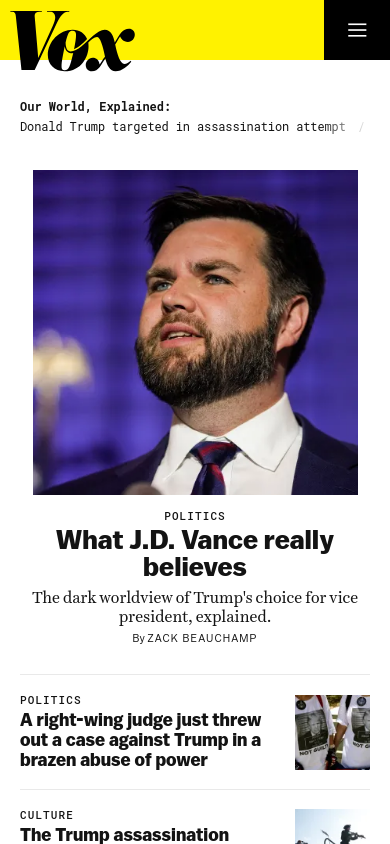 Vox
Our World, Explained:
Donald Trump targeted in assassination attempt /
POLITICS
What J.D. Vance really
believes
The dark worldview of Trump's choice for vice
president, explained.
By ZACK BEAUCHAMP
POLITICS
A right-wing judge just threw
out a case against Trump in a
brazen abuse of power
NOT GUILTY
NOT
CULTURE
The Trump assassination